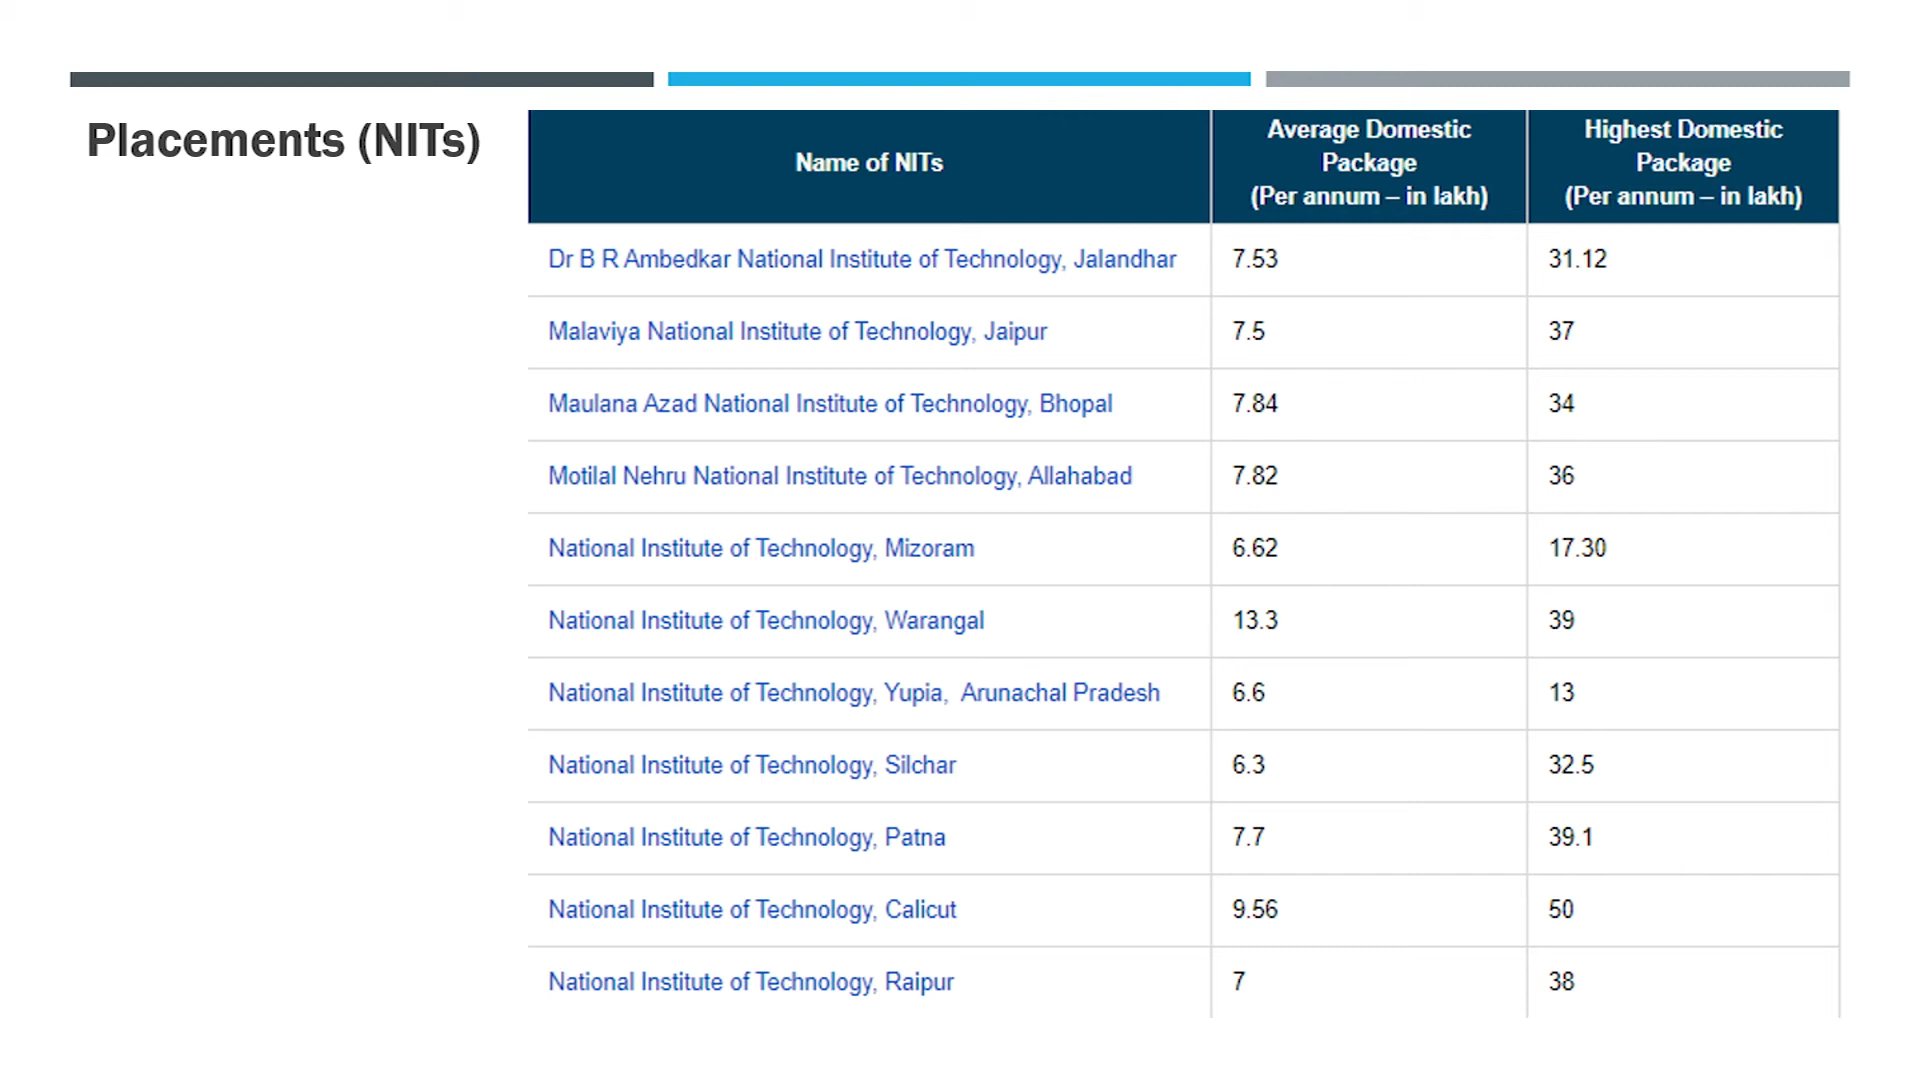 Placements (NITs)
Name of NITs
Average Domestic
Package
(Per annum – in lakh)
Highest Domestic
Package
(Per annum – in lakh)
Dr B R Ambedkar National Institute of Technology, Jalandhar 7.53 31.12
Malaviya National Institute of Technology, Jaipur 7.5 37
Maulana Azad National Institute of Technology, Bhopal 7.84 34
Motilal Nehru National Institute of Technology, Allahabad 7.82 36
National Institute of Technology, Mizoram 6.62 17.30
National Institute of Technology, Warangal 13.3 39
National Institute of Technology, Yupia, Arunachal Pradesh 6.6 13
National Institute of Technology, Silchar 6.3 32.5
National Institute of Technology, Patna 7.7 39.1
National Institute of Technology, Calicut 9.56 50
National Institute of Technology, Raipur 7 38